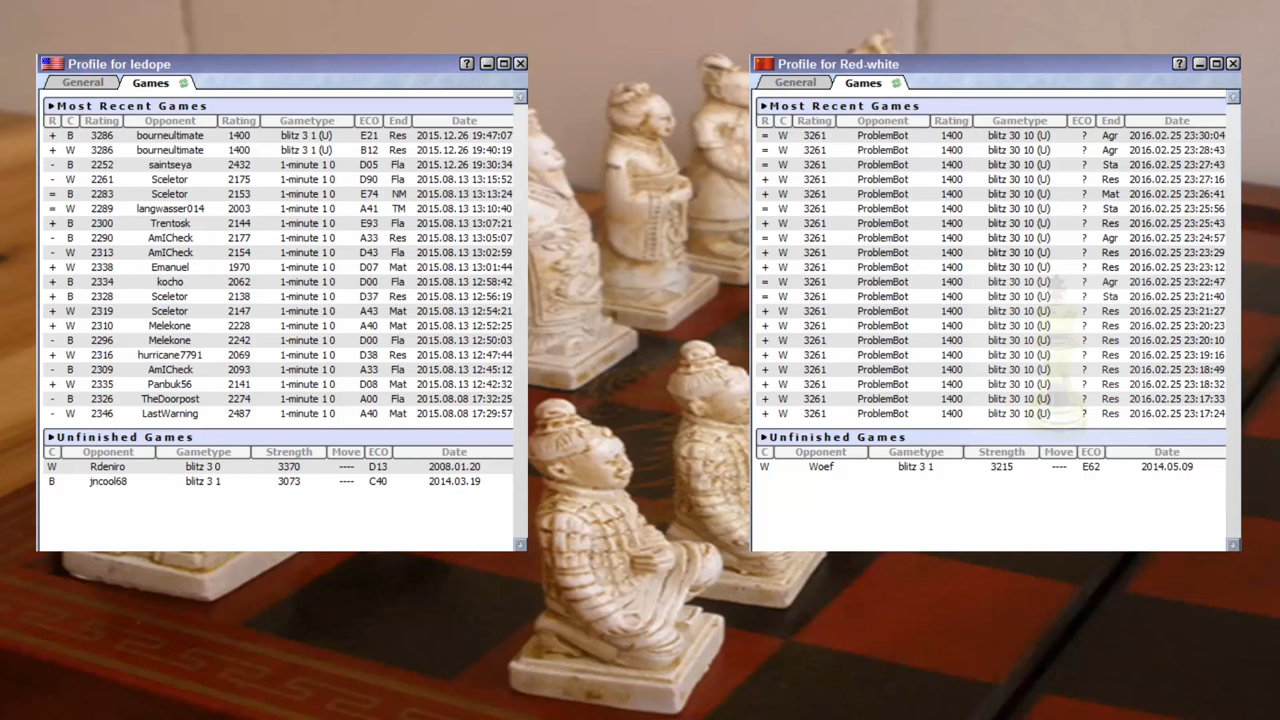 Profile for ledope
General Games
Most Recent Games
R C Rating Opponent Rating Gametype ECO End Date
+ B 3286 bourneultimate 1400 blitz 3 1 (U) E21 Res 2015.12.26 19:47:07
+ W 3286 bourneultimate 1400 blitz 3 1 (U) B12 Res 2015.12.26 19:40:19
- B 2252 saintseya 2432 1-minute 1 0 D05 Fla 2015.12.26 19:30:34
- W 2261 Sceletor 2175 1-minute 1 0 D90 Fla 2015.08.13 13:15:52
= B 2283 Sceletor 2153 1-minute 1 0 E74 NM 2015.08.13 13:13:24
= W 2289 langwasser014 2003 1-minute 1 0 A41 TM 2015.08.13 13:10:40
+ B 2300 Trentosk 2144 1-minute 1 0 E93 Fla 2015.08.13 13:07:21
- B 2290 AmICheck 2177 1-minute 1 0 A33 Res 2015.08.13 13:05:07
- W 2313 AmICheck 2154 1-minute 1 0 D43 Fla 2015.08.13 13:02:59
+ W 2338 Emanuel 1970 1-minute 1 0 D07 Mat 2015.08.13 13:01:44
+ B 2334 kocho 2062 1-minute 1 0 D00 Fla 2015.08.13 12:58:42
+ B 2328 Sceletor 2138 1-minute 1 0 D37 Res 2015.08.13 12:56:19
+ W 2319 Sceletor 2147 1-minute 1 0 A43 Mat 2015.08.13 12:54:21
+ W 2310 Melekone 2228 1-minute 1 0 A40 Mat 2015.08.13 12:52:25
- B 2296 Melekone 2242 1-minute 1 0 D00 Fla 2015.08.13 12:50:03
+ W 2316 hurricane7791 2069 1-minute 1 0 D38 Res 2015.08.13 12:47:44
- B 2309 AmICheck 2093 1-minute 1 0 A33 Fla 2015.08.13 12:45:12
+ W 2335 Panbuk56 2141 1-minute 1 0 D08 Mat 2015.08.13 12:42:32
- B 2326 TheDoorpost 2274 1-minute 1 0 A00 Fla 2015.08.08 17:32:25
- W 2346 LastWarning 2487 1-minute 1 0 A40 Mat 2015.08.08 17:29:57
Unfinished Games
C Opponent Gametype Strength Move ECO Date
W Rdeniro blitz 3 0 3370 ---- D13 2008.01.20
B jncool68 blitz 3 1 3073 ---- C40 2014.03.19
Profile for Red-white
General Games
Most Recent Games
R C Rating Opponent Rating Gametype ECO End Date
= W 3261 ProblemBot 1400 blitz 30 10 (U) ? Agr 2016.02.25 23:30:04
= W 3261 ProblemBot 1400 blitz 30 10 (U) ? Agr 2016.02.25 23:28:43
= W 3261 ProblemBot 1400 blitz 30 10 (U) ? Sta 2016.02.25 23:27:43
+ W 3261 ProblemBot 1400 blitz 30 10 (U) ? Res 2016.02.25 23:27:16
+ W 3261 ProblemBot 1400 blitz 30 10 (U) ? Mat 2016.02.25 23:26:41
= W 3261 ProblemBot 1400 blitz 30 10 (U) ? Sta 2016.02.25 23:25:56
+ W 3261 ProblemBot 1400 blitz 30 10 (U) ? Res 2016.02.25 23:25:43
= W 3261 ProblemBot 1400 blitz 30 10 (U) ? Agr 2016.02.25 23:24:57
+ W 3261 ProblemBot 1400 blitz 30 10 (U) ? Res 2016.02.25 23:23:29
+ W 3261 ProblemBot 1400 blitz 30 10 (U) ? Res 2016.02.25 23:23:12
= W 3261 ProblemBot 1400 blitz 30 10 (U) ? Agr 2016.02.25 23:22:47
= W 3261 ProblemBot 1400 blitz 30 10 (U) ? Sta 2016.02.25 23:21:40
+ W 3261 ProblemBot 1400 blitz 30 10 (U) ? Res 2016.02.25 23:21:27
+ W 3261 ProblemBot 1400 blitz 30 10 (U) ? Res 2016.02.25 23:20:23
+ W 3261 ProblemBot 1400 blitz 30 10 (U) ? Res 2016.02.25 23:20:10
+ W 3261 ProblemBot 1400 blitz 30 10 (U) ? Res 2016.02.25 23:19:16
+ W 3261 ProblemBot 1400 blitz 30 10 (U) ? Res 2016.02.25 23:18:49
+ W 3261 ProblemBot 1400 blitz 30 10 (U) ? Res 2016.02.25 23:18:32
+ W 3261 ProblemBot 1400 blitz 30 10 (U) ? Res 2016.02.25 23:17:33
+ W 3261 ProblemBot 1400 blitz 30 10 (U) ? Res 2016.02.25 23:17:24
Unfinished Games
C Opponent Gametype Strength Move ECO Date
W Woef blitz 3 1 3215 ---- E62 2014.05.09